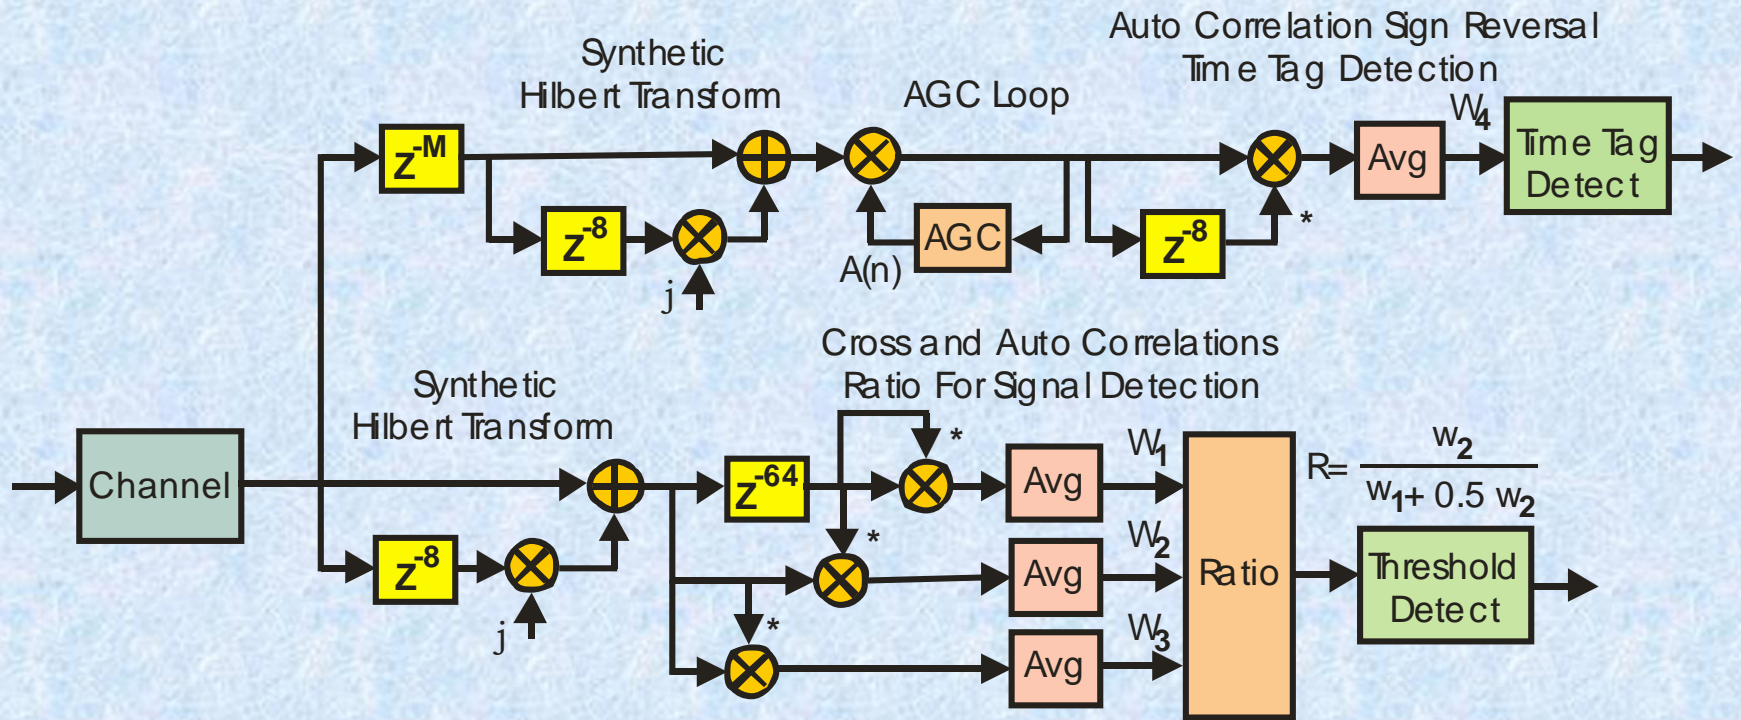 Auto Correlation Sign Reversal
Time Tag Detection
Synthetic
Hilbert Transform
AGC Loop
W4
Z-M
Avg
Time Tag
Detect
Z-8
j
AGC
A(n)
Z-8
*
Cross and Auto Correlations
Ratio For Signal Detection
Synthetic
Hilbert Transform
Channel
Z-8
j
Z-64
*
*
*
Avg
Avg
Avg
W1
W2
W3
Ratio
R= w2
w1+ 0.5 w2
Threshold
Detect